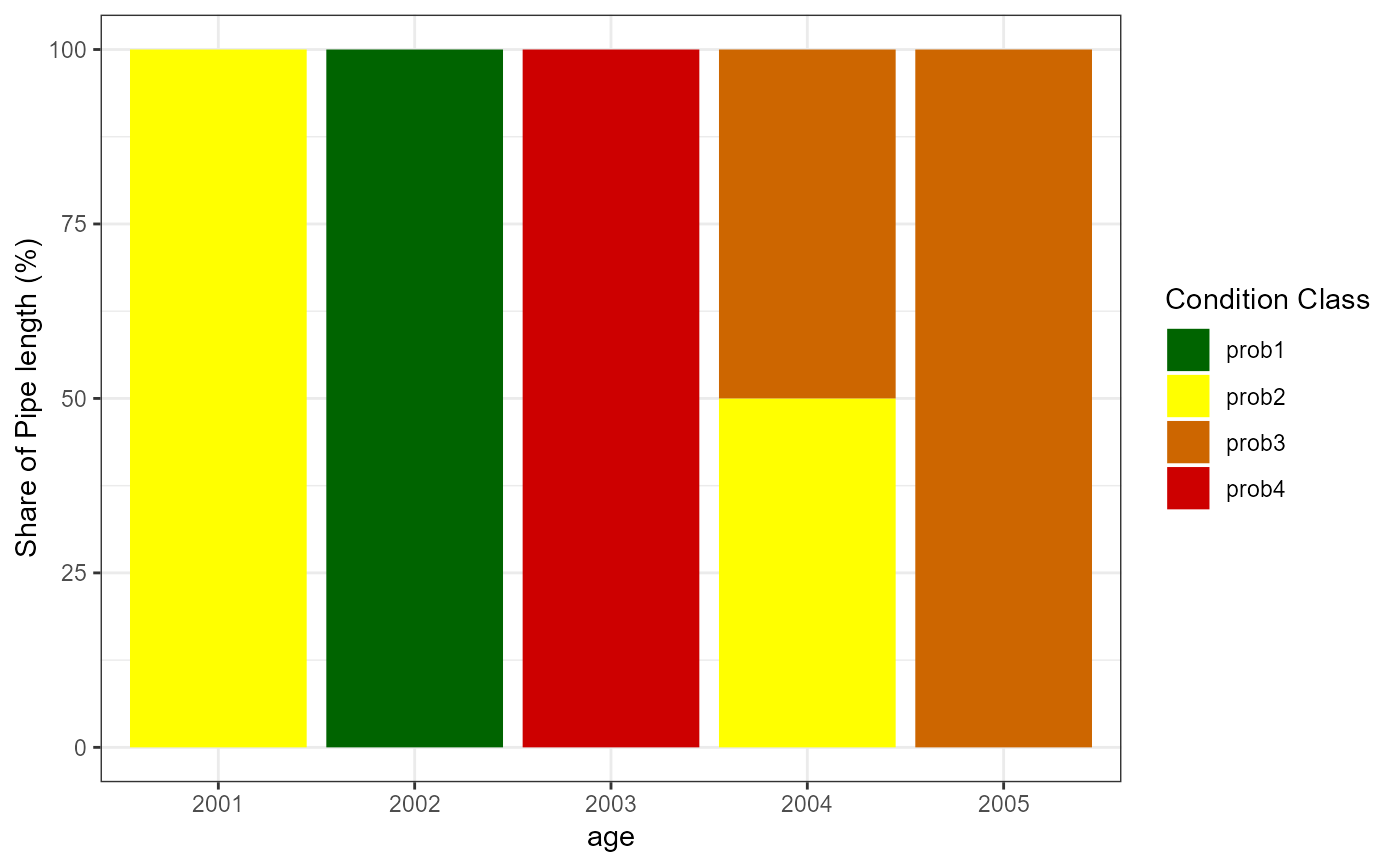 Share of Pipe length (%)
100
75
50
25
0
2001 2002 2003 2004 2005
age
Condition Class
prob1
prob2
prob3
prob4